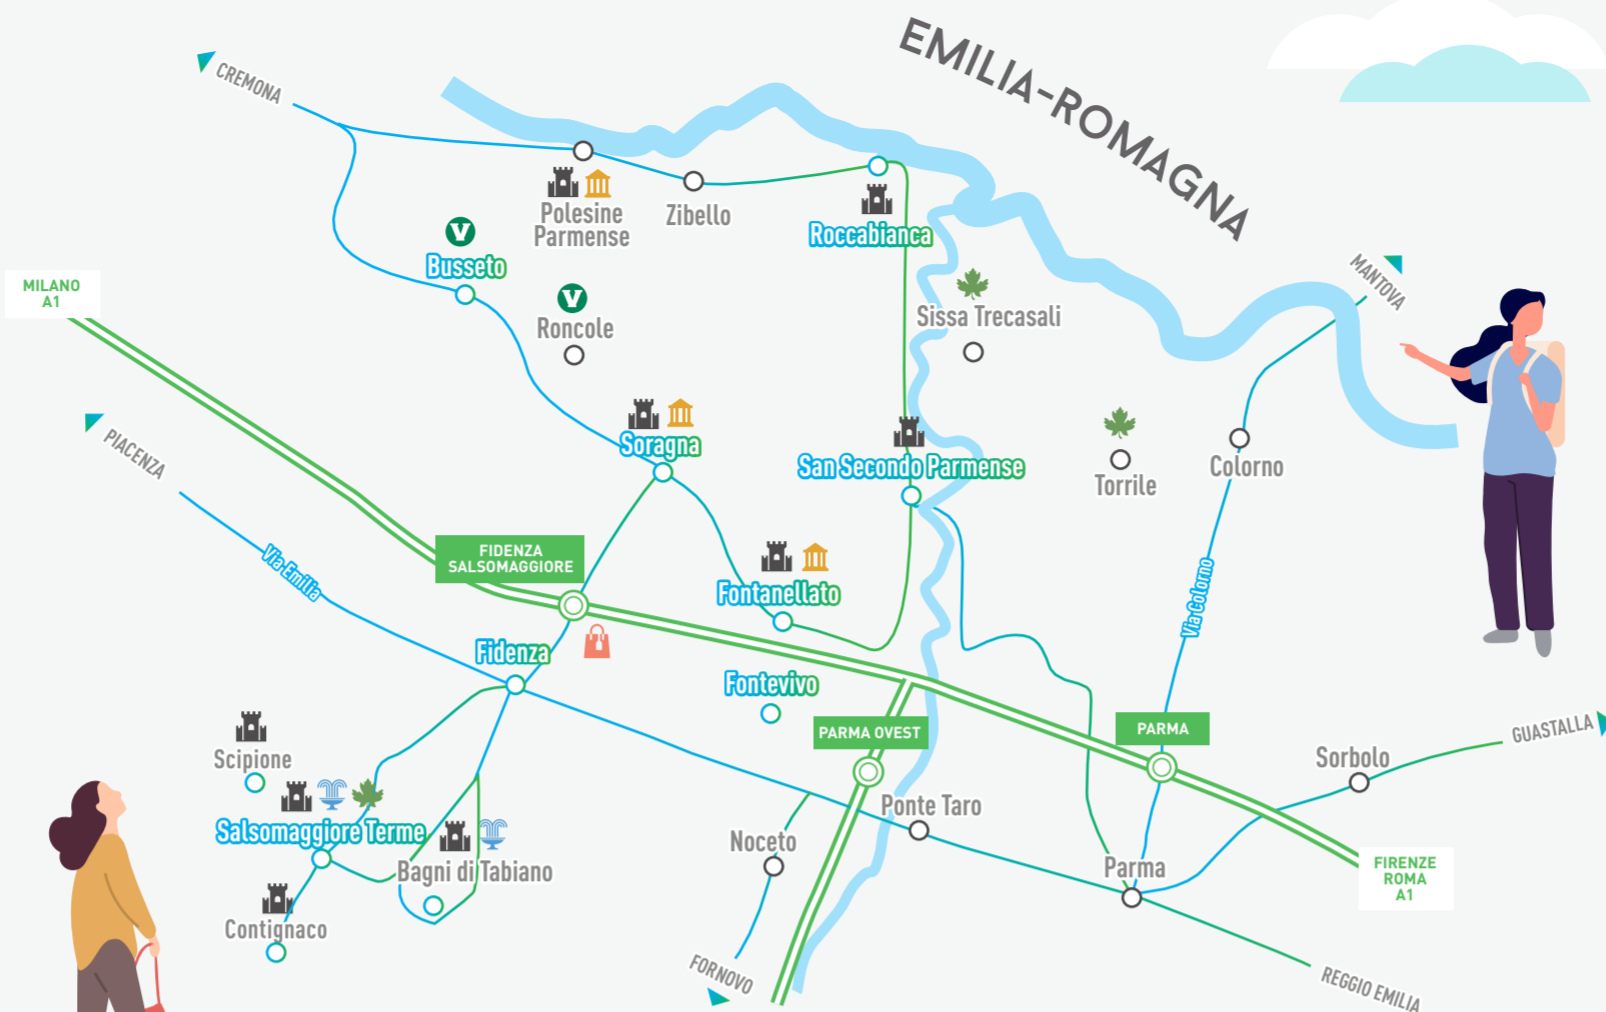 EMILIA-ROMAGNA
CREMONA
Polesine
Parmense
Zibello
Roccabianca
V
Busseto
MANTOVA
MILANO
A1
V
Roncole
Sissa Trecasali
PIACENZA
Soragna
San Secondo Parmense
Torrile
Colorno
Via Emilia
FIDENZA
SALSOMAGGIORE
Fontanellato
Via Colorno
Fidenza
Fontevivo
PARMA OVEST
PARMA
GUASTALLA
Scipione
Sorbolo
Salsomaggiore Terme
Ponte Taro
Noceto
Bagni di Tabiano
Parma
FIRENZE
ROMA
A1
Contignaco
FORNOVO
REGGIO EMILIA